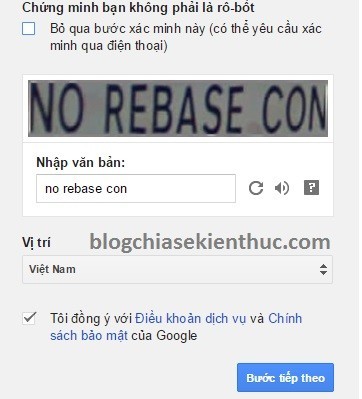 Chứng minh bạn không phải là rô-bốt
Bỏ qua bước xác minh này (có thể yêu cầu xác
minh qua điện thoại)
NO REBASE CON
Nhập văn bản:
no rebase con
?
Vị trí
blogchiasekienthuc.com
Việt Nam
Tôi đồng ý với Điều khoản dịch vụ và Chính
sách bảo mật của Google
Bước tiếp theo